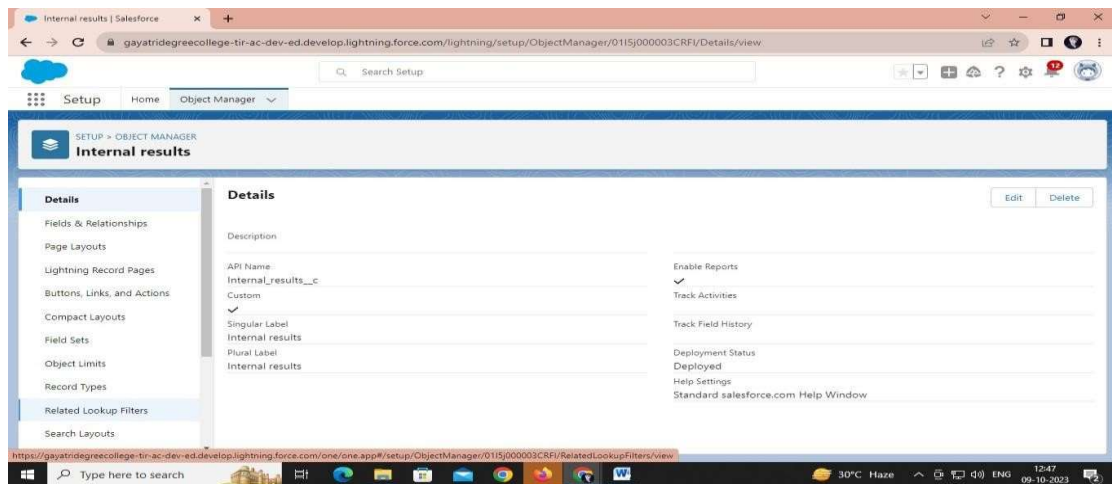 Internal results | Salesforce
gayatridegreecollege-tir-ac-dev-ed.develop.lightning.force.com/lightning/setup/ObjectManager/01I5j000003CRFI/Details/view
Search Setup
12
Setup Home Object Manager
SETUP > OBJECT MANAGER
Internal results
Details
Fields & Relationships
Page Layouts
Lightning Record Pages
Buttons, Links, and Actions
Compact Layouts
Field Sets
Object Limits
Record Types
Related Lookup Filters
Search Layouts
Details
Edit Delete
Description
API Name
Internal_results__c
Custom
Singular Label
Internal results
Plural Label
Internal results
Enable Reports
Track Activities
Track Field History
Deployment Status
Deployed
Help Settings
Standard salesforce.com Help Window
https://gayatridegreecollege-tir-ac-dev-ed.develop.lightning.force.com/one/one.app#/setup/ObjectManager/01I5j000003CRFI/RelatedLookupFilters/view
Type here to search
30°C Haze
ENG
12:47
09-10-2023